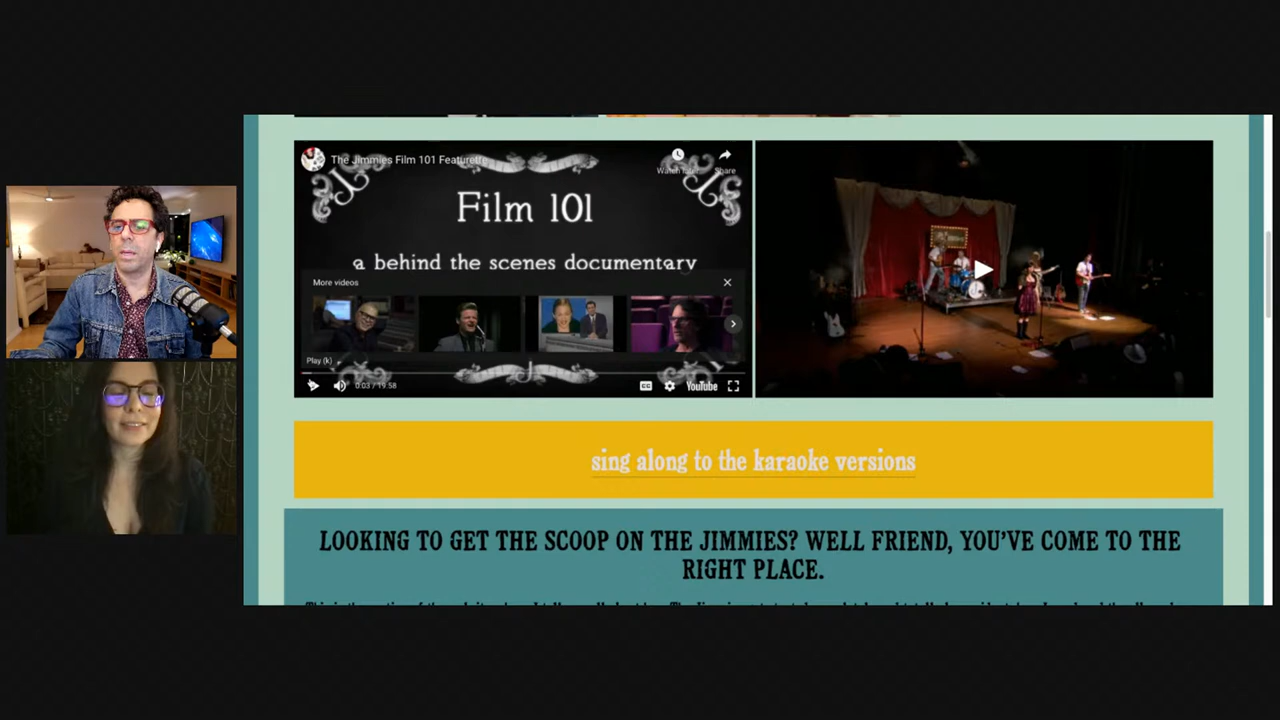 The Jimmies Film 101 Featurette
Share
Film 101
a behind the scenes documentary
More videos
Play (k)
0:03 / 19:58
CC
YouTube
sing along to the karaoke versions
LOOKING TO GET THE SCOOP ON THE JIMMIES? WELL FRIEND, YOU'VE COME TO THE
RIGHT PLACE.